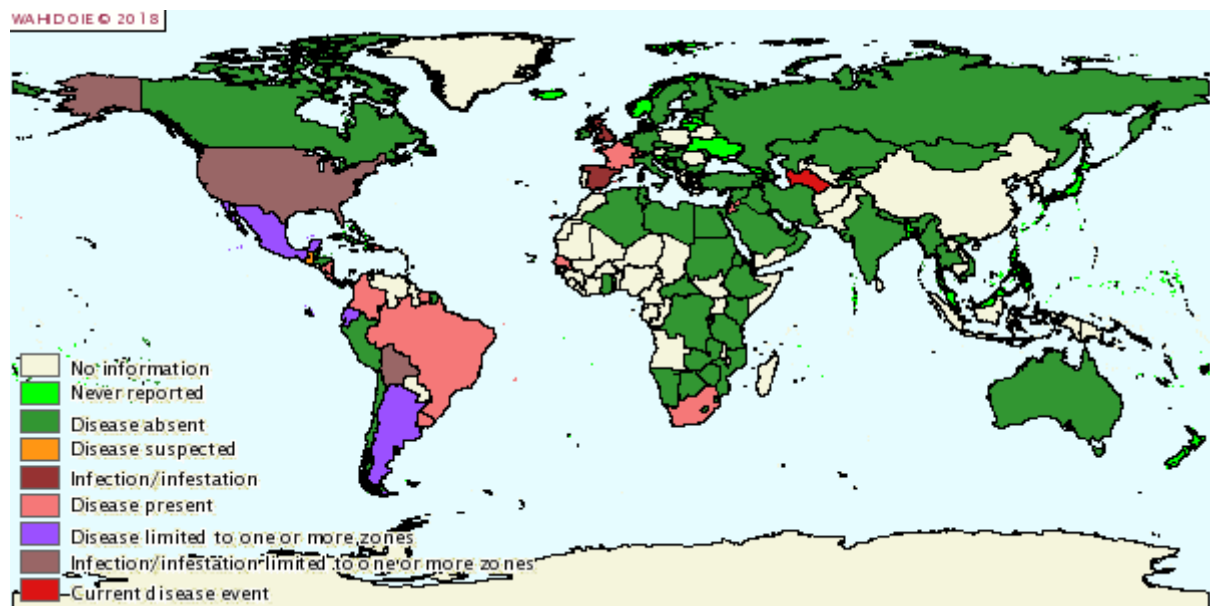 WAHID OIE © 2018
No information
Never reported
Disease absent
Disease suspected
Infection/infestation
Disease present
Disease limited to one or more zones
Infection/infestation limited to one or more zones
Current disease event